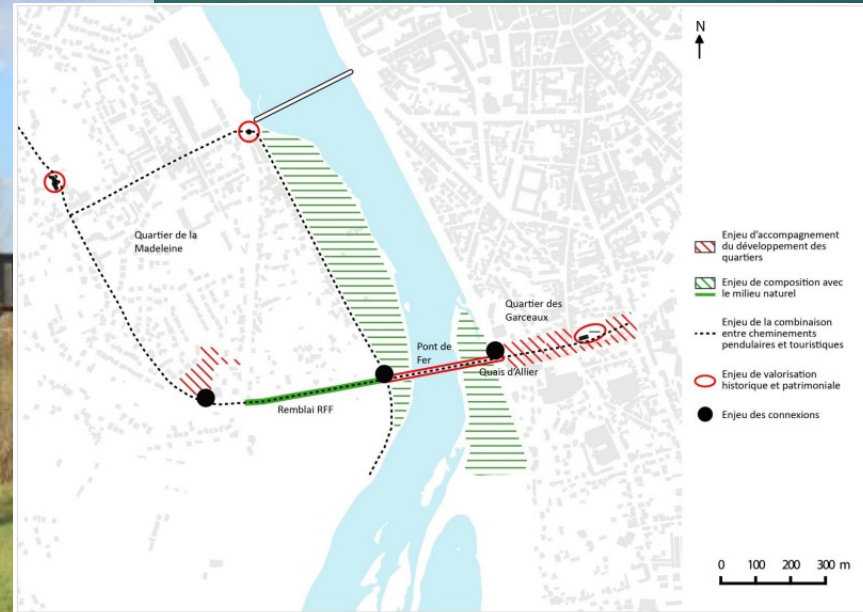 N
Quartier de la
Madeleine
Quartier des
Garceaux
Pont de
Fer
Quais d'Allier
Remblai RFF
Enjeu d'accompagnement
du développement des
quartiers
Enjeu de composition avec
le milieu naturel
Enjeu de la combinaison
entre cheminements
pendulaires et touristiques
Enjeu de valorisation
historique et patrimoniale
Enjeu des connexions
0 100 200 300 m